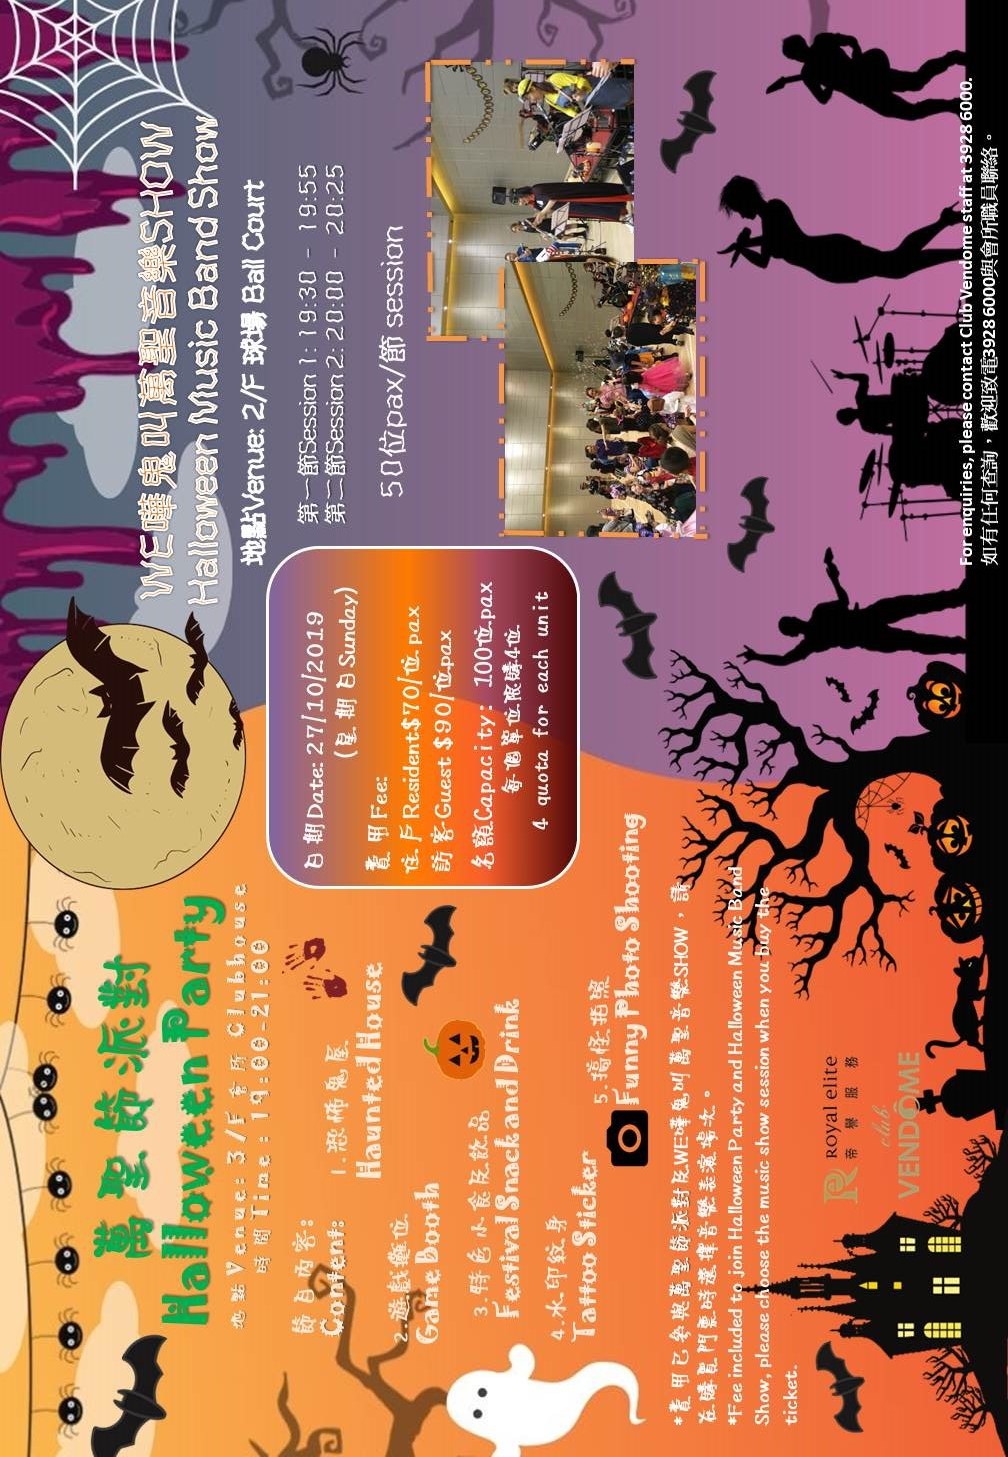 萬聖節派對
Halloween Party
地點Venue: 3/F 會所 Clubhouse
時間Time : 19:00-21:00
節目內容:
Content:
1.恐怖鬼屋
Haunted House
2.遊戲攤位
Game Booth
3.特色小食及飲品
Festival Snack and Drink
4.水印紋身
Tattoo Sticker
5.搞怪拍照
Funny Photo Shooting
*費用已參與萬聖節派對及WE嘩鬼叫萬聖音樂SHOW，請
在購買門票時選擇音樂表演場次。
*Fee included to join Halloween Party and Halloween Music Band
Show, please choose the music show session when you buy the
ticket.
Royal elite
帝譽服務
club
VENDÔME
日期Date: 27/10/2019
(星期日Sunday)
費用Fee:
住戶Resident$70/位 pax
訪客Guest $90/位pax
名額Capacity: 100位pax
每個單位限購4位
4 quota for each unit
WE嘩鬼叫萬聖音樂SHOW
Halloween Music Band Show
地點Venue: 2/F 球場 Ball Court
第一節Session 1: 19:30 - 19:55
第二節Session 2: 20:00 - 20:25
50位pax/節 session
For enquiries, please contact Club Vendome staff at 3928 6000.
如有任何查詢，歡迎致電3928 6000與會所職員聯絡。